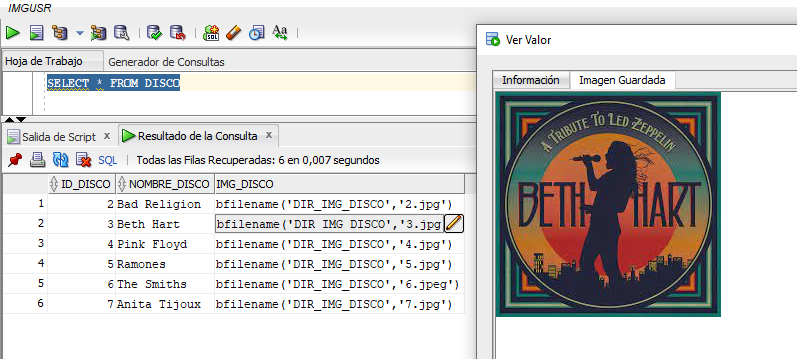 IMGUSR
Hoja de Trabajo Generador de Consultas
SELECT * FROM DISCO
Salida de Script x Resultado de la Consulta x
SQL | Todas las Filas Recuperadas: 6 en 0,007 segundos
ID_DISCO NOMBRE_DISCO IMG_DISCO
1 2 Bad Religion bfilename('DIR_IMG_DISCO','2.jpg')
2 3 Beth Hart bfilename('DIR_IMG_DISCO','3.jpg
3 4 Pink Floyd bfilename('DIR_IMG_DISCO','4.jpg')
4 5 Ramones bfilename('DIR_IMG_DISCO','5.jpg')
5 6 The Smiths bfilename('DIR_IMG_DISCO','6.jpeg')
6 7 Anita Tijoux bfilename('DIR_IMG_DISCO','7.jpg')
Ver Valor
Información Imagen Guardada
A TRIBUTE TO LED ZEPPELIN
BETH HART